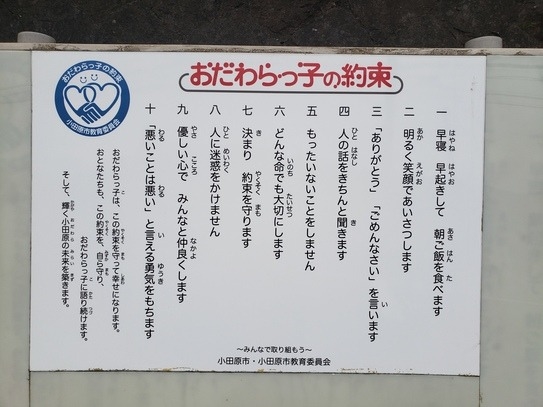 おだわらっ子の約束
一 早寝 早起きして 朝ご飯を食べます
二 明るく笑顔であいさつします
三 「ありがとう」 「ごめんなさい」を言います
四 人の話をきちんと聞きます
五 もったいないことをしません
六 どんな命でも大切にします
七 決まり 約束を守ります
八 人に迷惑をかけません
九 優しい心で みんなと仲良くします
十 「悪いことは悪い」と言える勇気をもちます
おだわらっ子は、この約束を守って幸せになります。
おとなたちも、この約束を、自ら守り、
おだわらっ子に語り続けます。
そして、輝く小田原の未来を築きます。
～みんなで取り組もう～
小田原市・小田原市教育委員会
おだわらっ子の約束
小田原市教育委員会